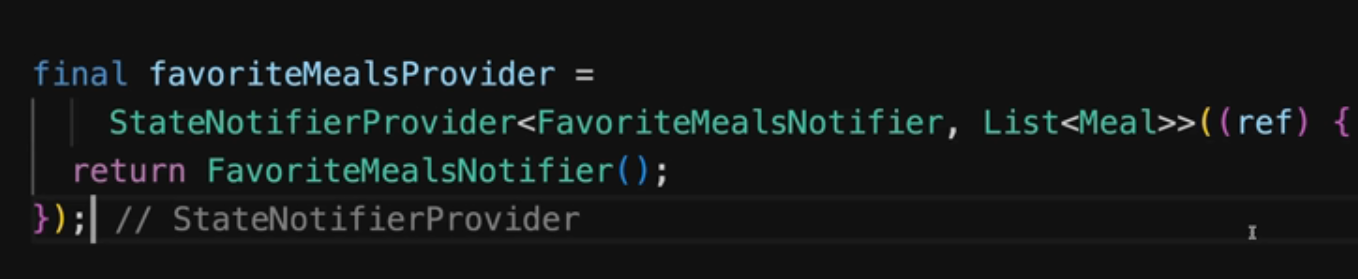 final favoriteMealsProvider =
StateNotifierProvider<FavoriteMealsNotifier, List<Meal>>((ref) {
return FavoriteMealsNotifier();
}); // StateNotifierProvider